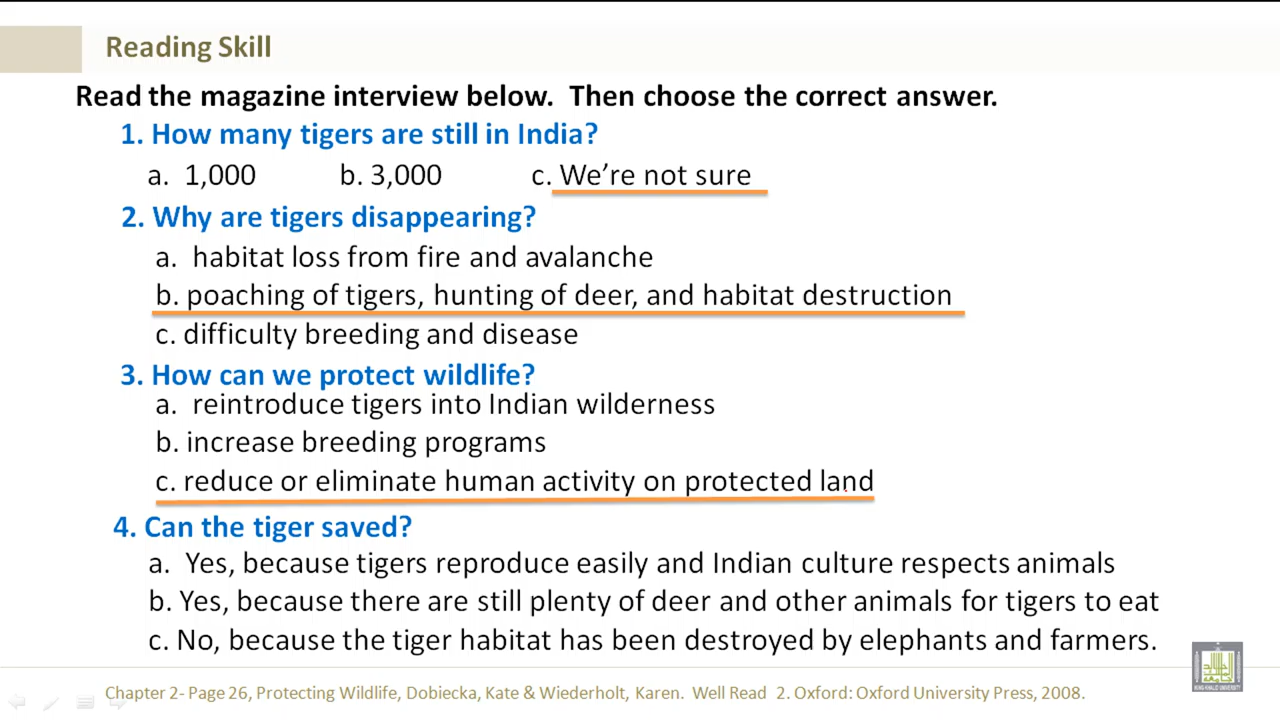 Reading Skill
Read the magazine interview below. Then choose the correct answer.
1. How many tigers are still in India?
a. 1,000 b. 3,000 c. We're not sure
2. Why are tigers disappearing?
a. habitat loss from fire and avalanche
b. poaching of tigers, hunting of deer, and habitat destruction
c. difficulty breeding and disease
3. How can we protect wildlife?
a. reintroduce tigers into Indian wilderness
b. increase breeding programs
c. reduce or eliminate human activity on protected land
4. Can the tiger saved?
a. Yes, because tigers reproduce easily and Indian culture respects animals
b. Yes, because there are still plenty of deer and other animals for tigers to eat
c. No, because the tiger habitat has been destroyed by elephants and farmers.
Chapter 2- Page 26, Protecting Wildlife, Dobiecka, Kate & Wiederholt, Karen. Well Read 2. Oxford: Oxford University Press, 2008.
KING KHALID UNIVERSITY